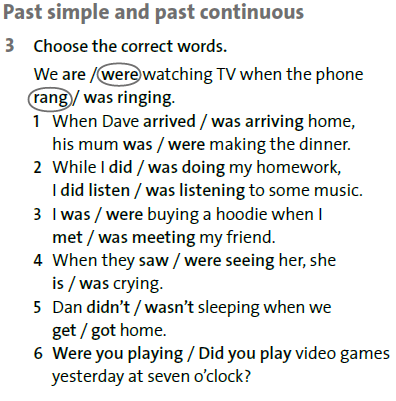 Past simple and past continuous
3 Choose the correct words.
We are / were watching TV when the phone
rang / was ringing.
1 When Dave arrived / was arriving home,
his mum was / were making the dinner.
2 While I did / was doing my homework,
I did listen / was listening to some music.
3 I was / were buying a hoodie when I
met / was meeting my friend.
4 When they saw / were seeing her, she
is / was crying.
5 Dan didn't / wasn't sleeping when we
get / got home.
6 Were you playing / Did you play video games
yesterday at seven o'clock?